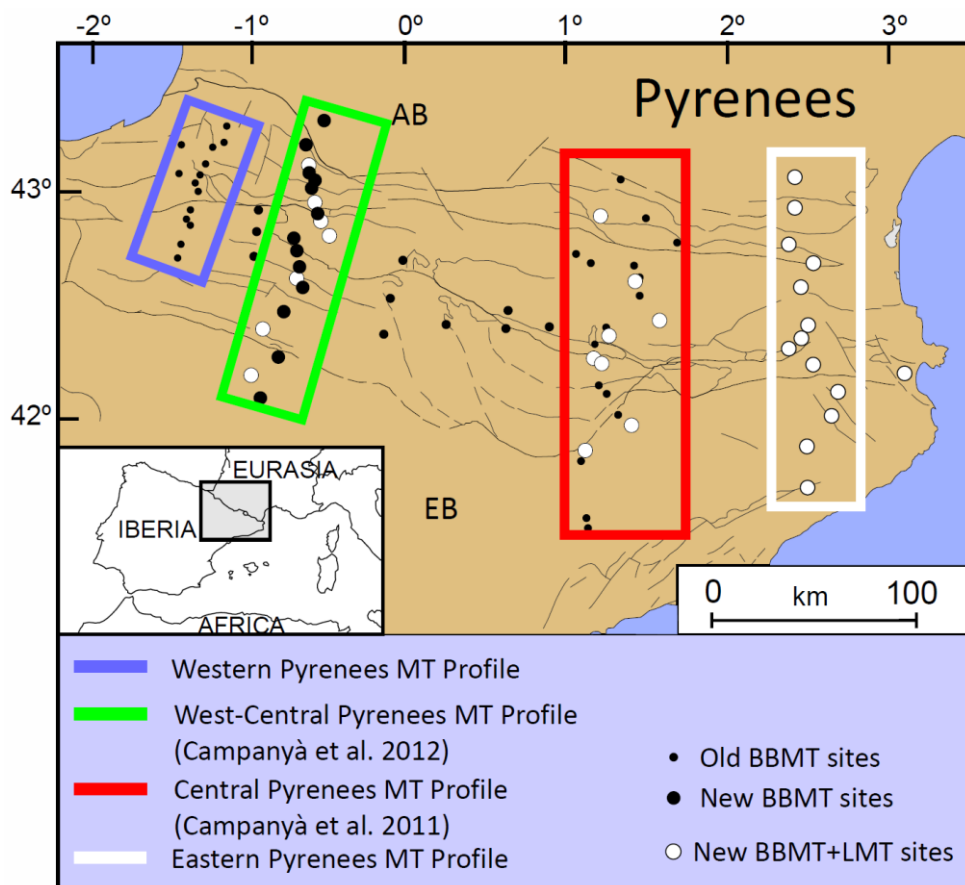 -2º -1º 0º 1º 2º 3º
Pyrenees
AB
43º
42º
EB
EURASIA
IBERIA
AFRICA
0 km 100
Western Pyrenees MT Profile
West-Central Pyrenees MT Profile
(Campanyà et al. 2012)
Central Pyrenees MT Profile
(Campanyà et al. 2011)
Eastern Pyrenees MT Profile
Old BBMT sites
New BBMT sites
New BBMT+LMT sites